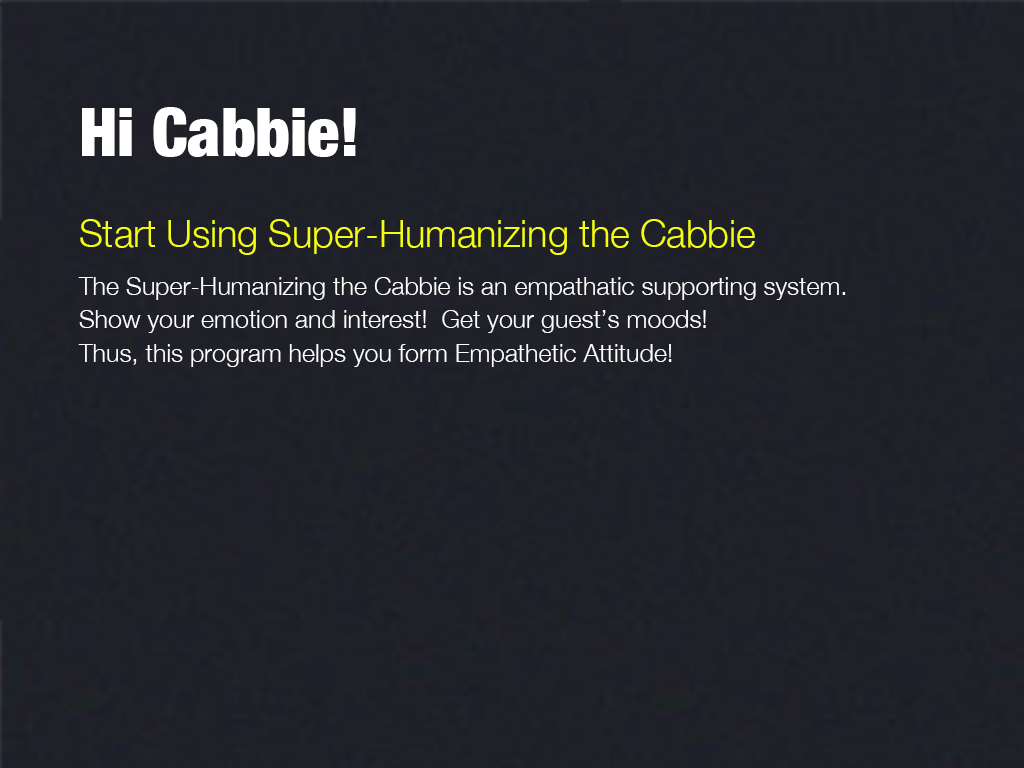 Hi Cabbie!
Start Using Super-Humanizing the Cabbie
The Super-Humanizing the Cabbie is an empathatic supporting system.
Show your emotion and interest!  Get your guest’s moods!
Thus, this program helps you form Empathetic Attitude!